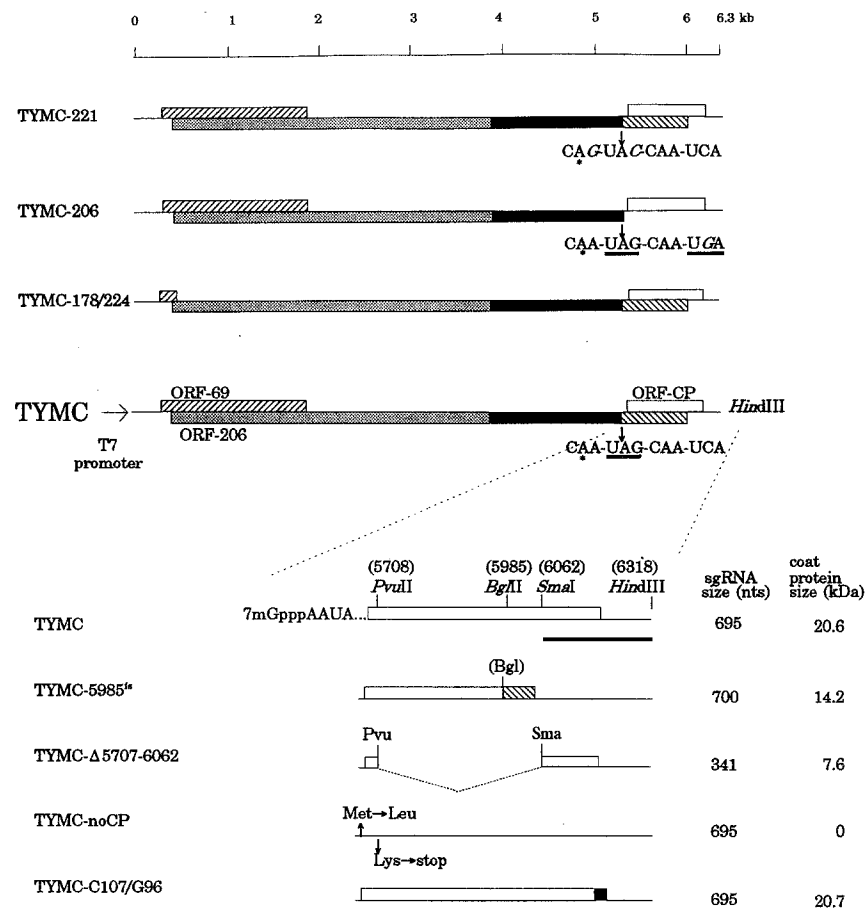 0 1 2 3 4 5 6 6.3 kb
TYMC-221
CAG-UAC-CAA-UCA
*
TYMC-206
CAA-UAG-CAA-UGA
*
TYMC-178/224
TYMC
T7
promoter
ORF-69
ORF-206
ORF-CP
HindIII
CAA-UAG-CAA-UCA
*
(5708) (5985) (6062) (6318)
PvuII BglII SmaI HindIII
sgRNA
size (nts)
coat
protein
size (kDa)
TYMC
7mGpppAAUA...
695 20.6
TYMC-5985fs
(Bgl)
700 14.2
TYMC-Δ5707-6062
Pvu Sma
341 7.6
TYMC-noCP
Met→Leu
Lys→stop
695 0
TYMC-C107/G96
695 20.7